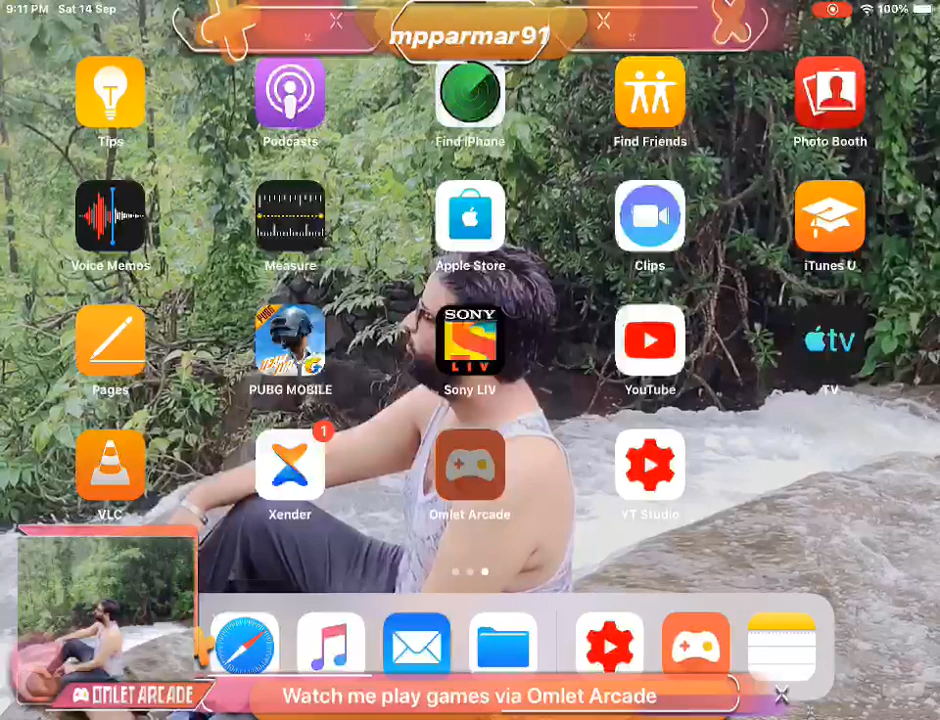 9:11 PM Sat 14 Sep
mpparmar91
100%
Tips
Podcasts
Find iPhone
Find Friends
Photo Booth
Voice Memos
Measure
Apple Store
Clips
iTunes U
PUBG
SONY
LIV
tv
Pages
PUBG MOBILE
Sony LIV
YouTube
TV
1
VLC
Xender
Omlet Arcade
YT Studio
OMLET ARCADE
Watch me play games via Omlet Arcade